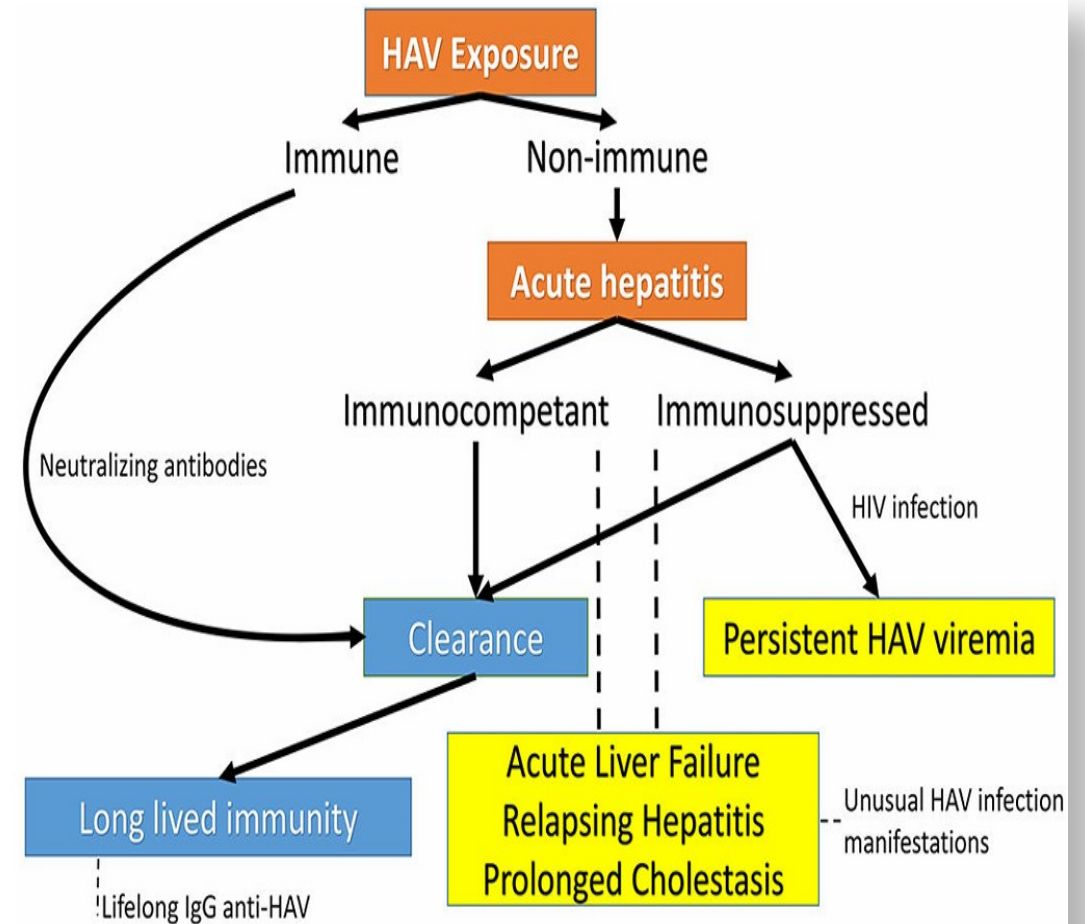 HAV Exposure
Immune
Non-immune
Acute hepatitis
Immunocompetant
Immunosuppressed
Neutralizing antibodies
HIV infection
Clearance
Persistent HAV viremia
Acute Liver Failure
Relapsing Hepatitis
Prolonged Cholestasis
Unusual HAV infection
manifestations
Long lived immunity
Lifelong IgG anti-HAV